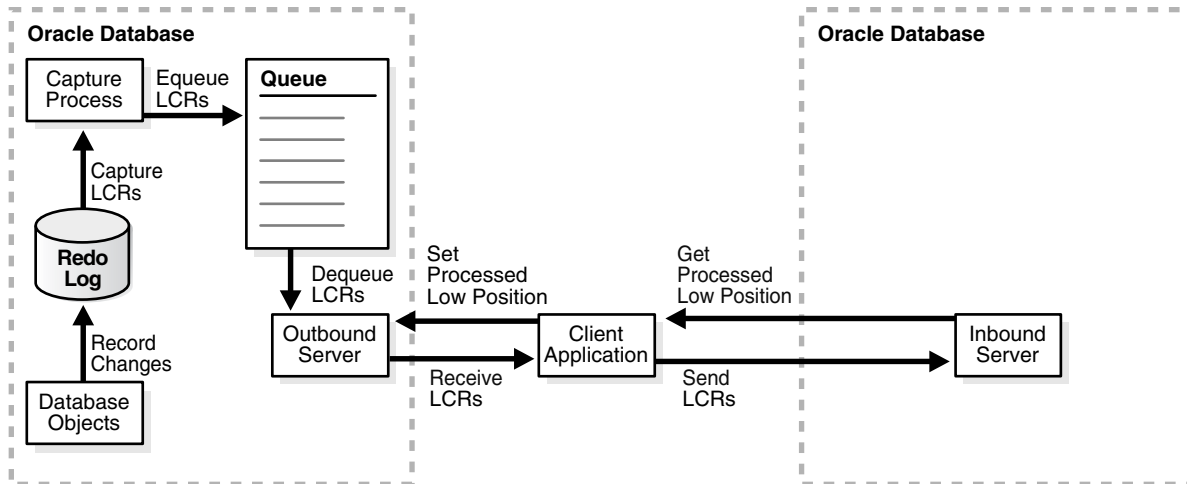 Oracle Database
Capture
Process
Equeue
LCRs
Queue
Capture
LCRs
Redo
Log
Record
Changes
Database
Objects
Dequeue
LCRs
Outbound
Server
Set
Processed
Low Position
Receive
LCRs
Client
Application
Get
Processed
Low Position
Send
LCRs
Oracle Database
Inbound
Server